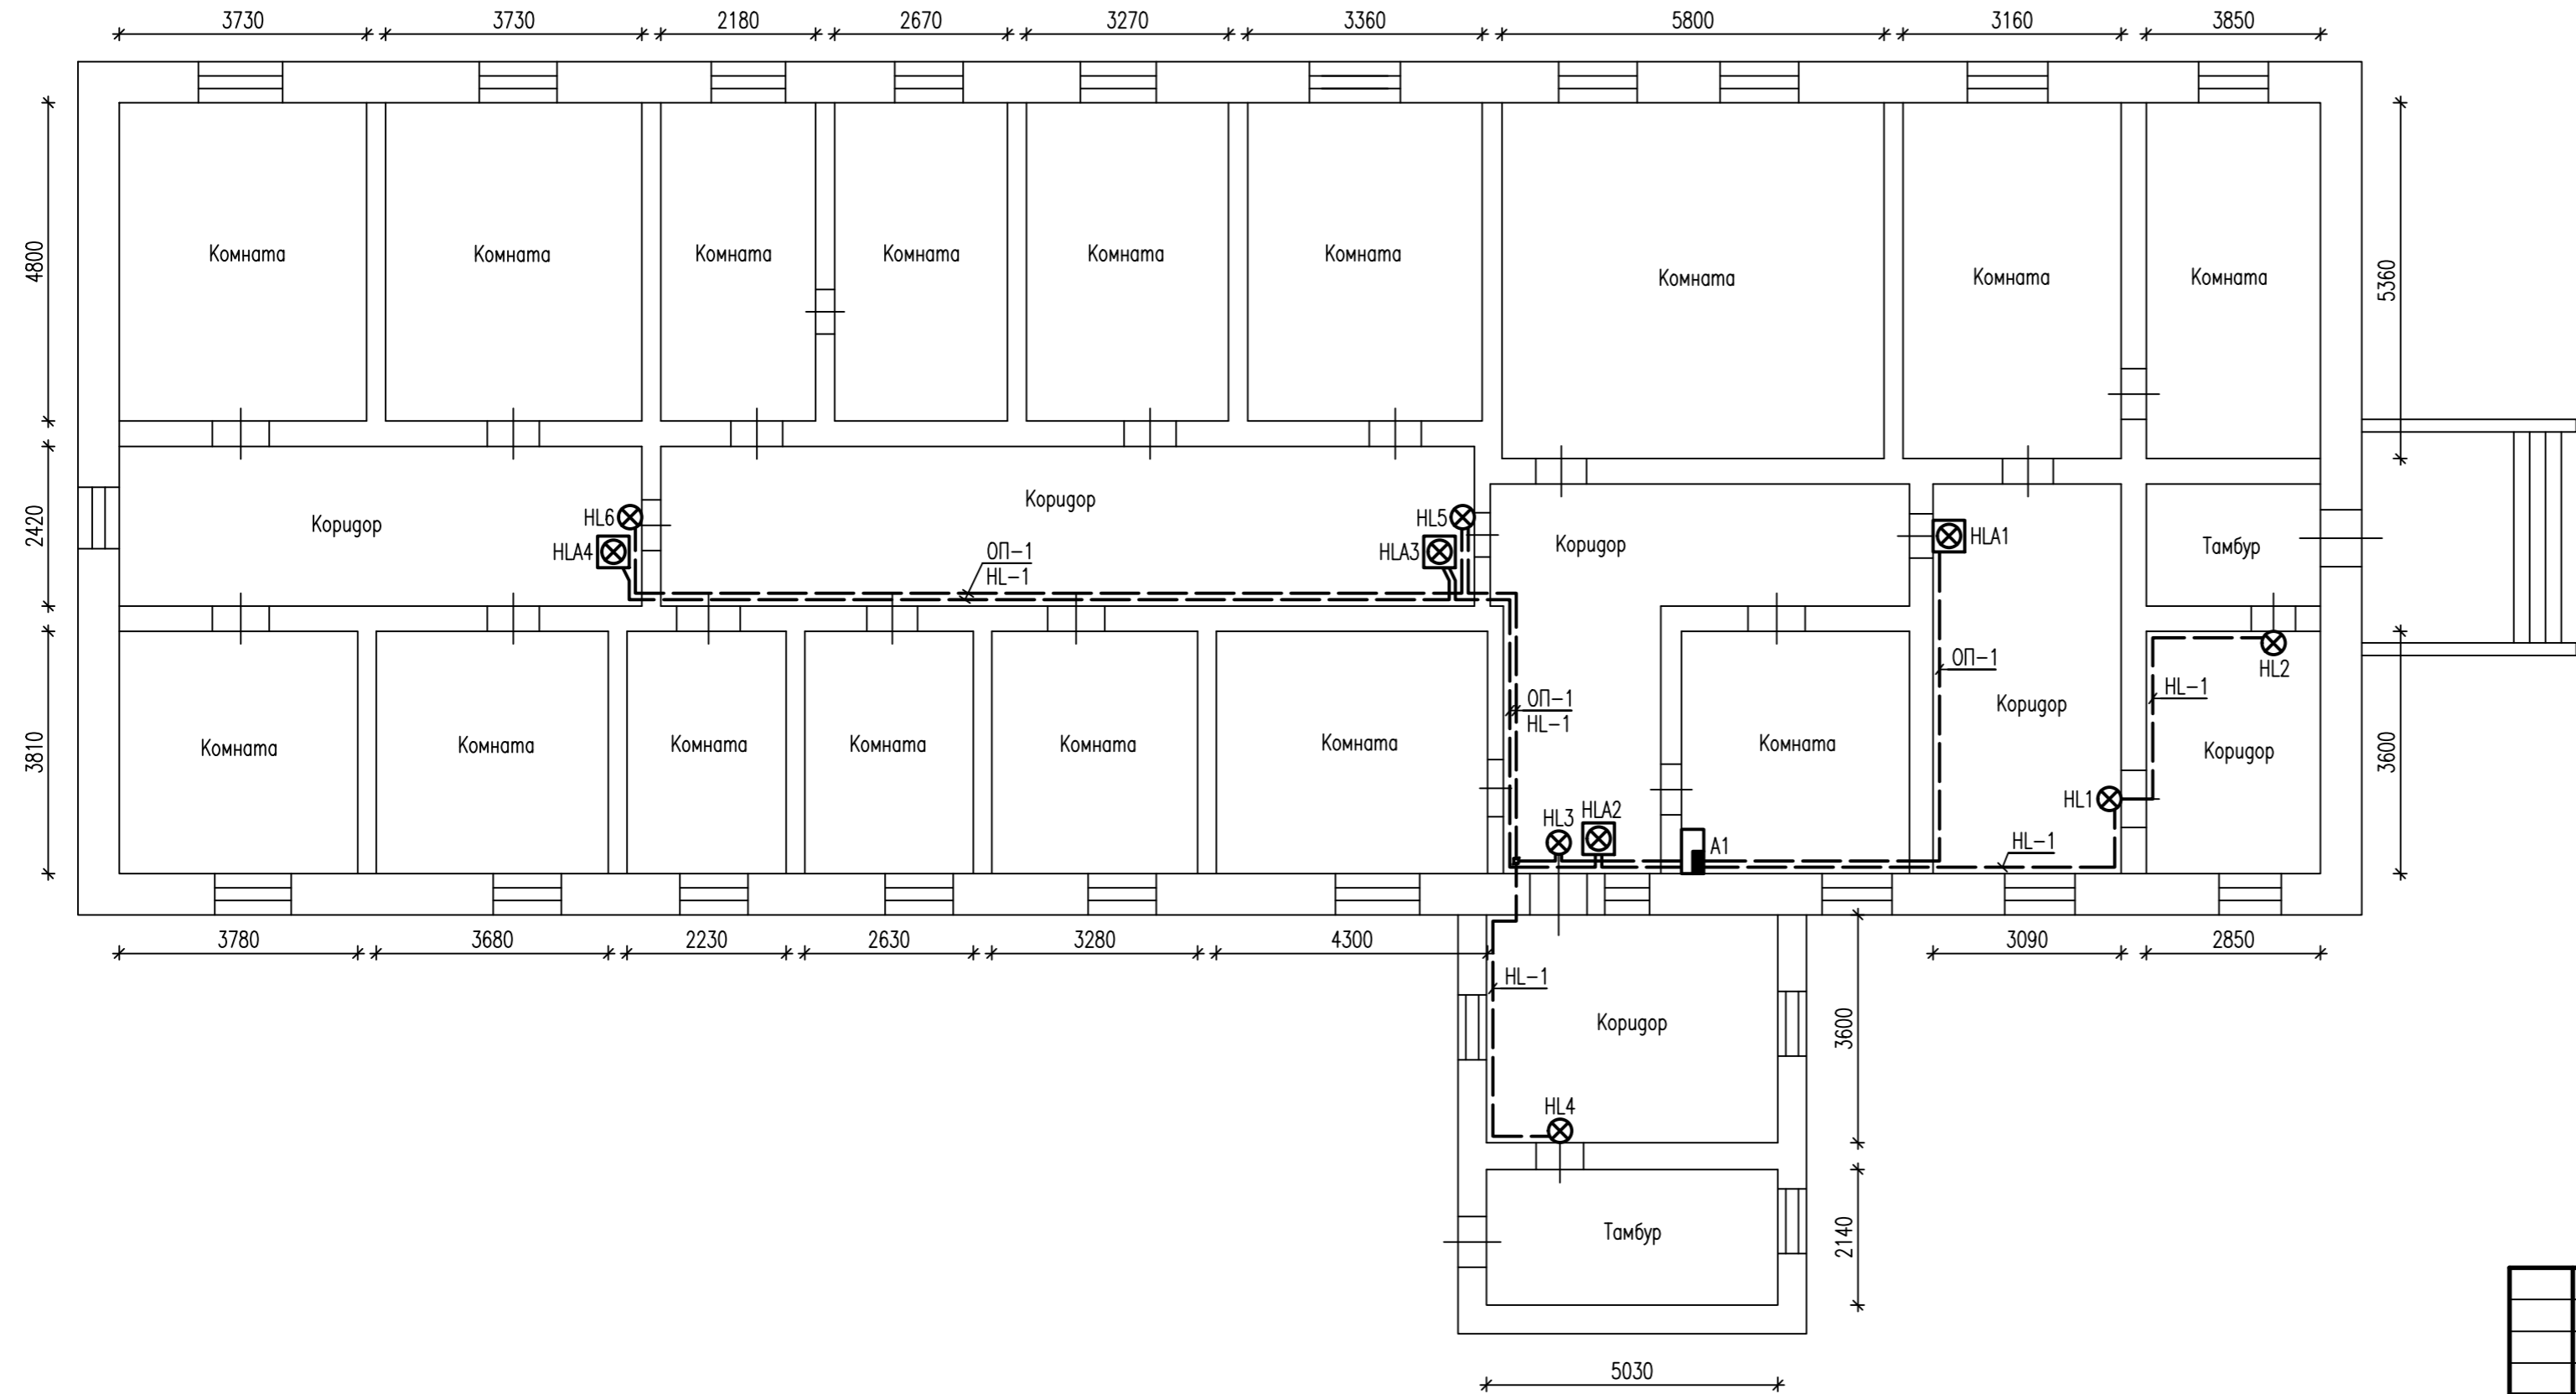 3730 3730 2180 2670 3270 3360 5800 3160 3850
4800
5360
Комната Комната Комната Комната Комната Комната Комната Комната Комната
2420
Коридор
Коридор
Коридор
Тамбур
HL6
HLA4
HL5
HLA3
HLA1
ОП-1
HL-1
ОП-1
HL2
HL-1
ОП-1
HL-1
Коридор
3810
3600
Комната Комната Комната Комната Комната Комната Комната Коридор
HL1
HL3 HLA2
A1
HL-1
3780 3680 2230 2630 3280 4300 3090 2850
HL-1
Коридор
3600
HL4
Тамбур
2140
5030